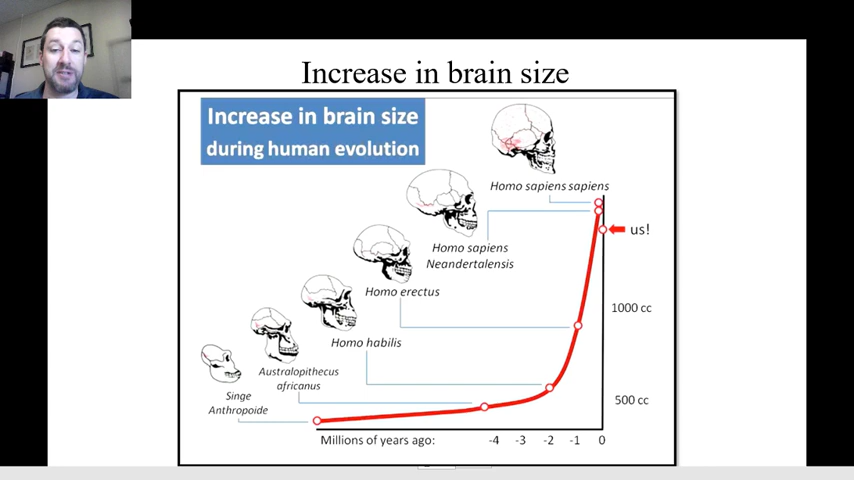 Increase in brain size
Increase in brain size
during human evolution
Homo sapiens sapiens
us!
Homo sapiens
Neandertalensis
Homo erectus
1000 cc
Homo habilis
Australopithecus
africanus
Singe
Anthropoide
500 cc
Millions of years ago: -4 -3 -2 -1 0